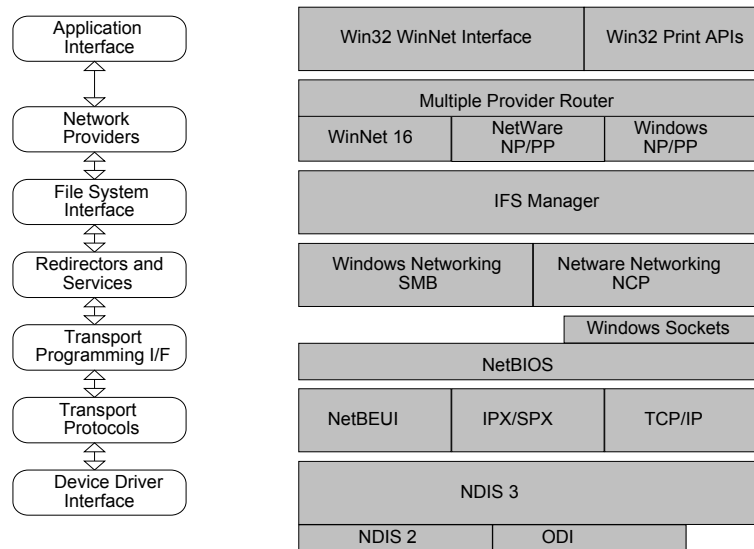 Application
Interface
Win32 WinNet Interface
Win32 Print APIs
Multiple Provider Router
Network
Providers
WinNet 16
NetWare
NP/PP
Windows
NP/PP
File System
Interface
IFS Manager
Redirectors and
Services
Windows Networking
SMB
Netware Networking
NCP
Windows Sockets
Transport
Programming I/F
NetBIOS
Transport
Protocols
NetBEUI
IPX/SPX
TCP/IP
Device Driver
Interface
NDIS 3
NDIS 2
ODI